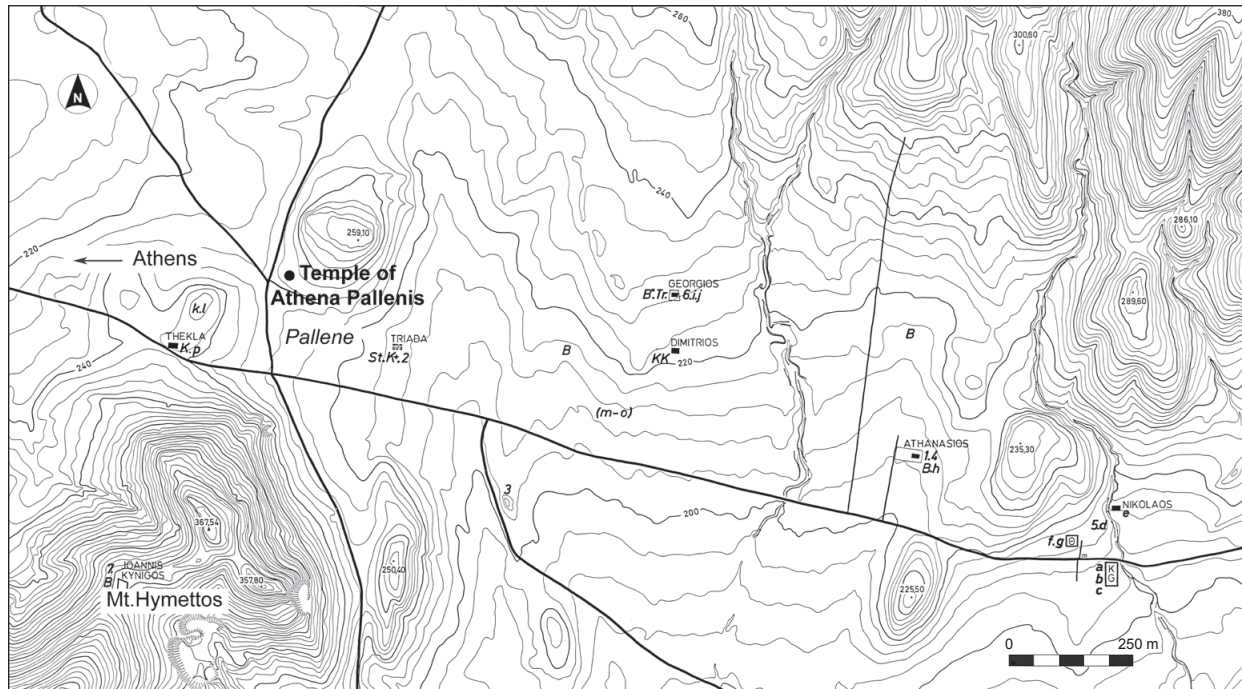 260
300,60
380
N
240
286,10
220
Athens
259,10
Temple of
Athena Pallenis
GEORGIOS
B.Tr. 6.i.j
289,60
k.l
Pallene
THEKLA
K.p
TRIADA
St.K+.2
B
DIMITRIOS
KK
220
B
240
(m-o)
ATHANASIOS
1.4
B.h
235,30
3
200
NIKOLAOS
e
5.d
367,54
f.g
G
7
B
IOANNIS
KYNIGOS
357,80
250,40
a
b
c
K
G
Mt.Hymettos
225,50
0
250 m